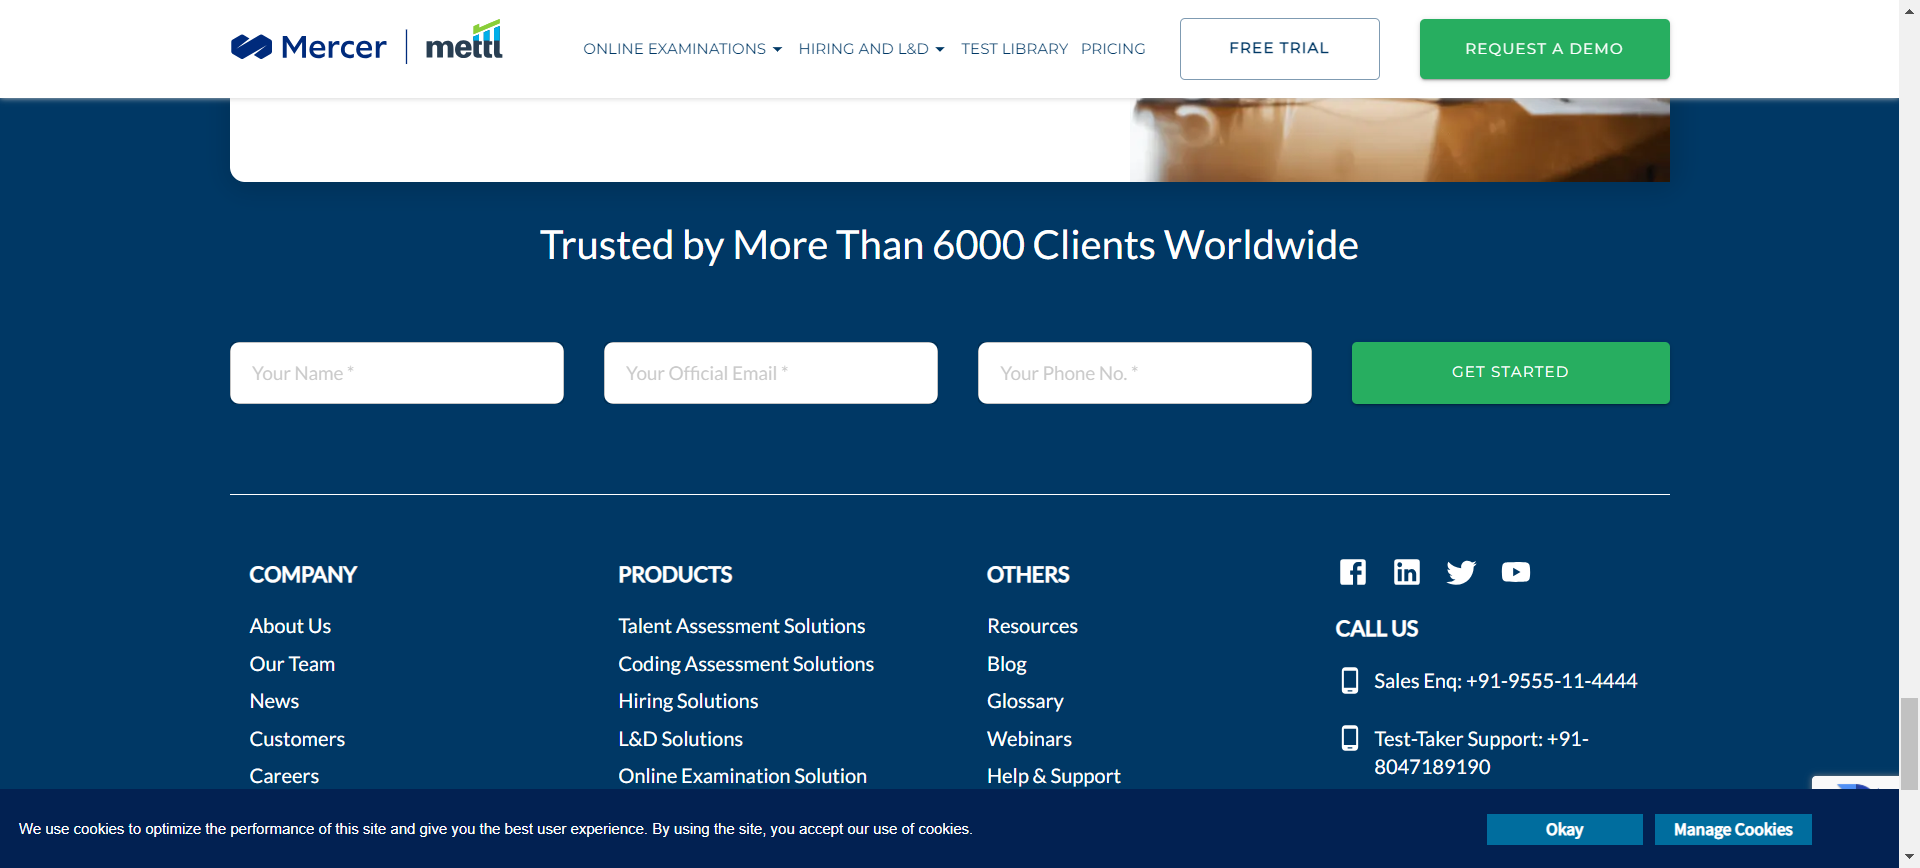 Mercer mettl
ONLINE EXAMINATIONS HIRING AND L&D TEST LIBRARY PRICING FREE TRIAL REQUEST A DEMO
Trusted by More Than 6000 Clients Worldwide
Your Name * Your Official Email * Your Phone No. * GET STARTED
COMPANY
About Us
Our Team
News
Customers
Careers
PRODUCTS
Talent Assessment Solutions
Coding Assessment Solutions
Hiring Solutions
L&D Solutions
Online Examination Solution
OTHERS
Resources
Blog
Glossary
Webinars
Help & Support
CALL US
Sales Enq: +91-9555-11-4444
Test-Taker Support: +91-
8047189190
We use cookies to optimize the performance of this site and give you the best user experience. By using the site, you accept our use of cookies.
Okay Manage Cookies